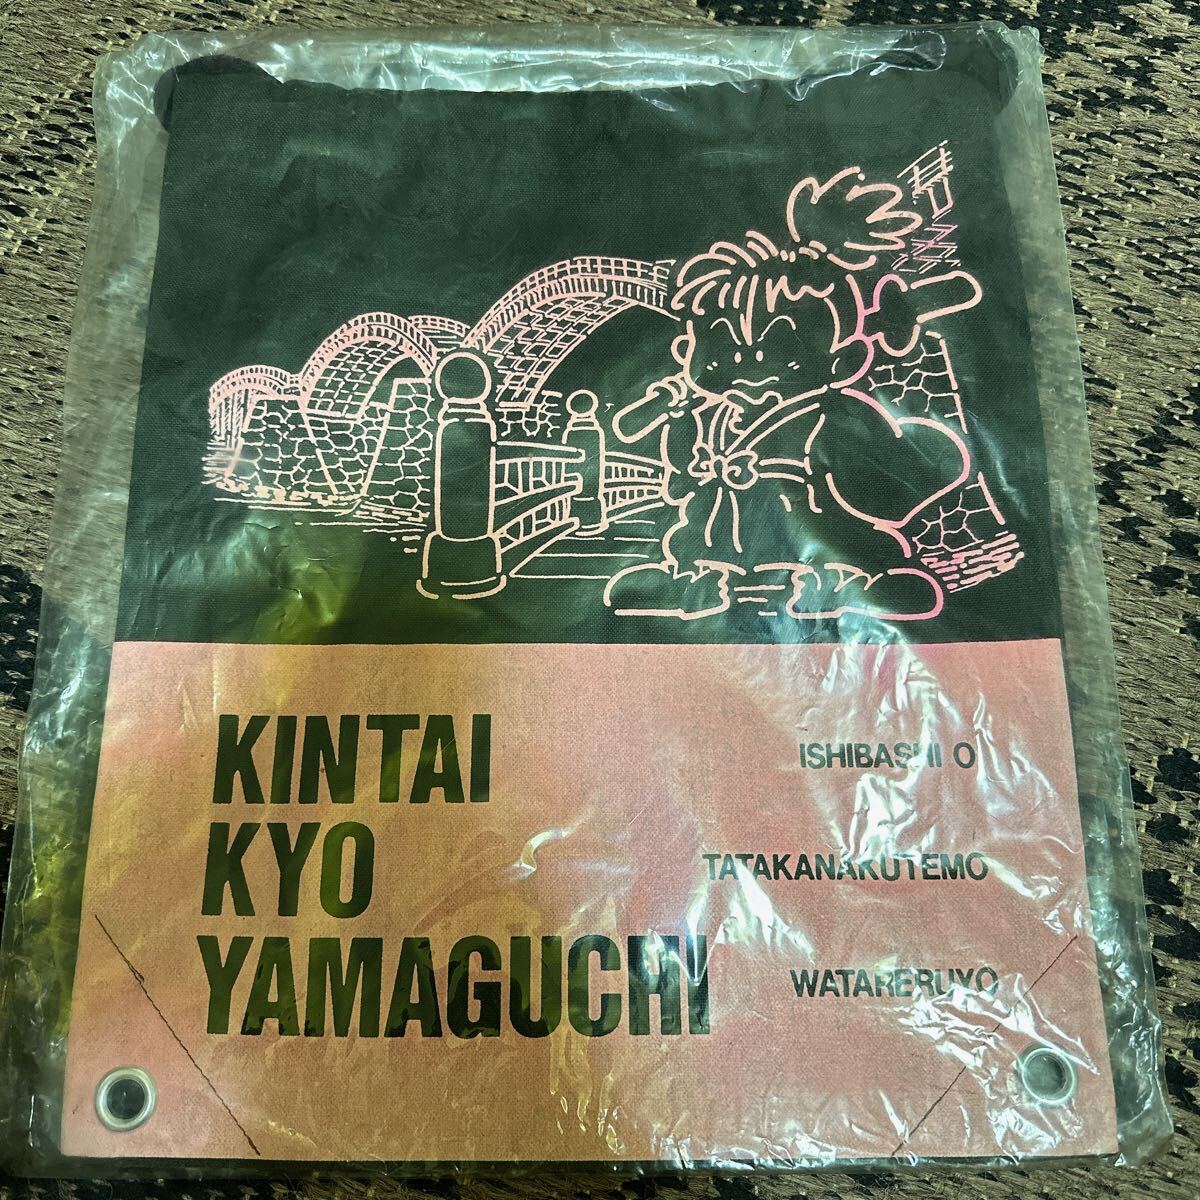 KINTAI
KYO
YAMAGUCHI
ISHIBASHI O
TATAKANAKUTEMO
WATARERUYO